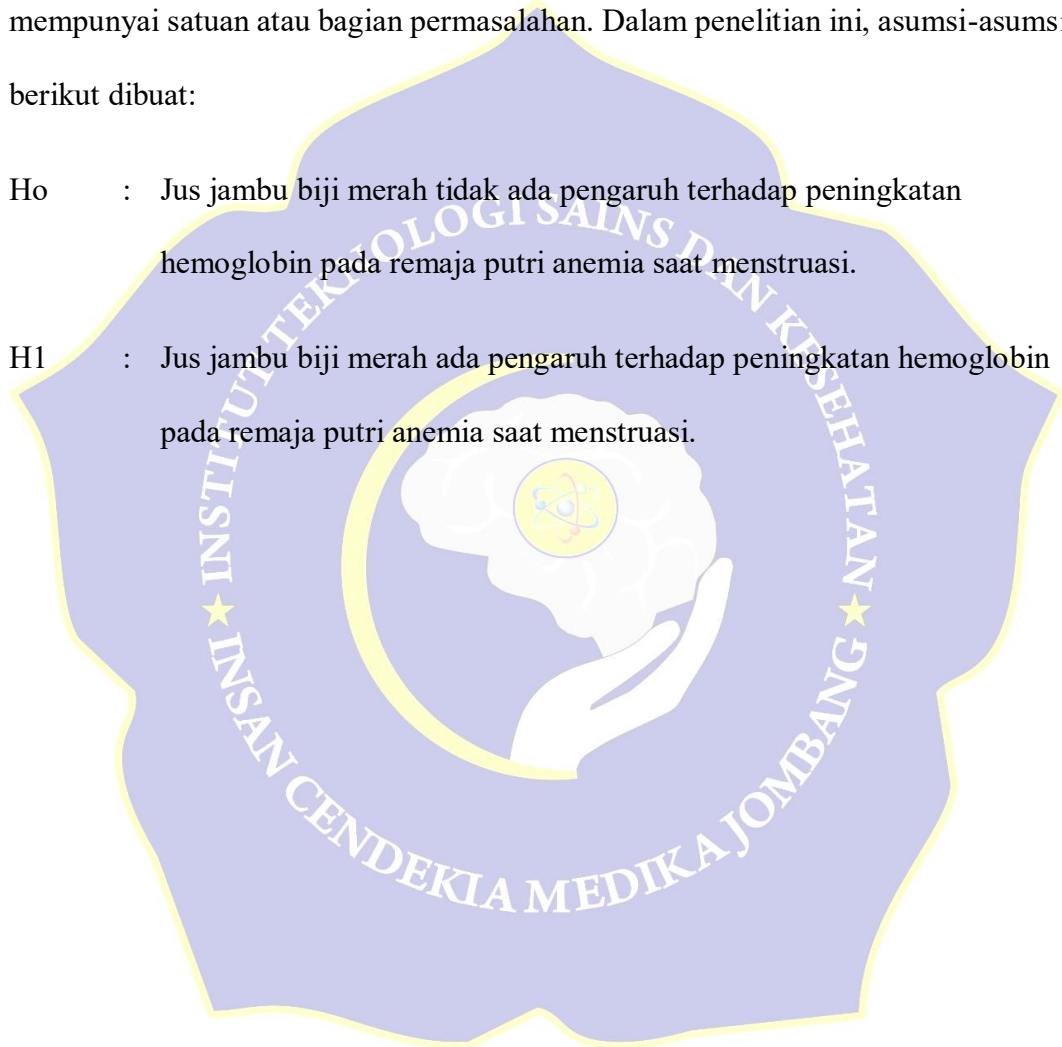 mempunyai satuan atau bagian permasalahan. Dalam penelitian ini, asumsi-asumsi
berikut dibuat:
Ho : Jus jambu biji merah tidak ada pengaruh terhadap peningkatan
hemoglobin pada remaja putri anemia saat menstruasi.
H1 : Jus jambu biji merah ada pengaruh terhadap peningkatan hemoglobin
pada remaja putri anemia saat menstruasi.
INSTITUT TEKNOLOGI SAINS DAN KESEHATAN
INSAN CENDEKIA MEDIKA JOMBANG